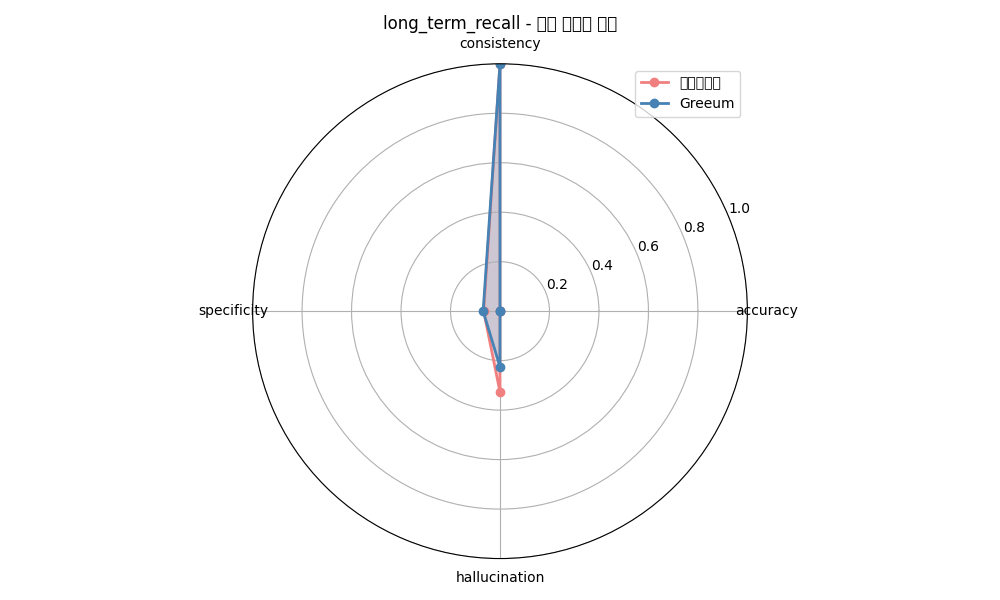 long_term_recall -
consistency
Greeum
1.0
0.8
0.6
0.4
0.2
specificity
accuracy
hallucination